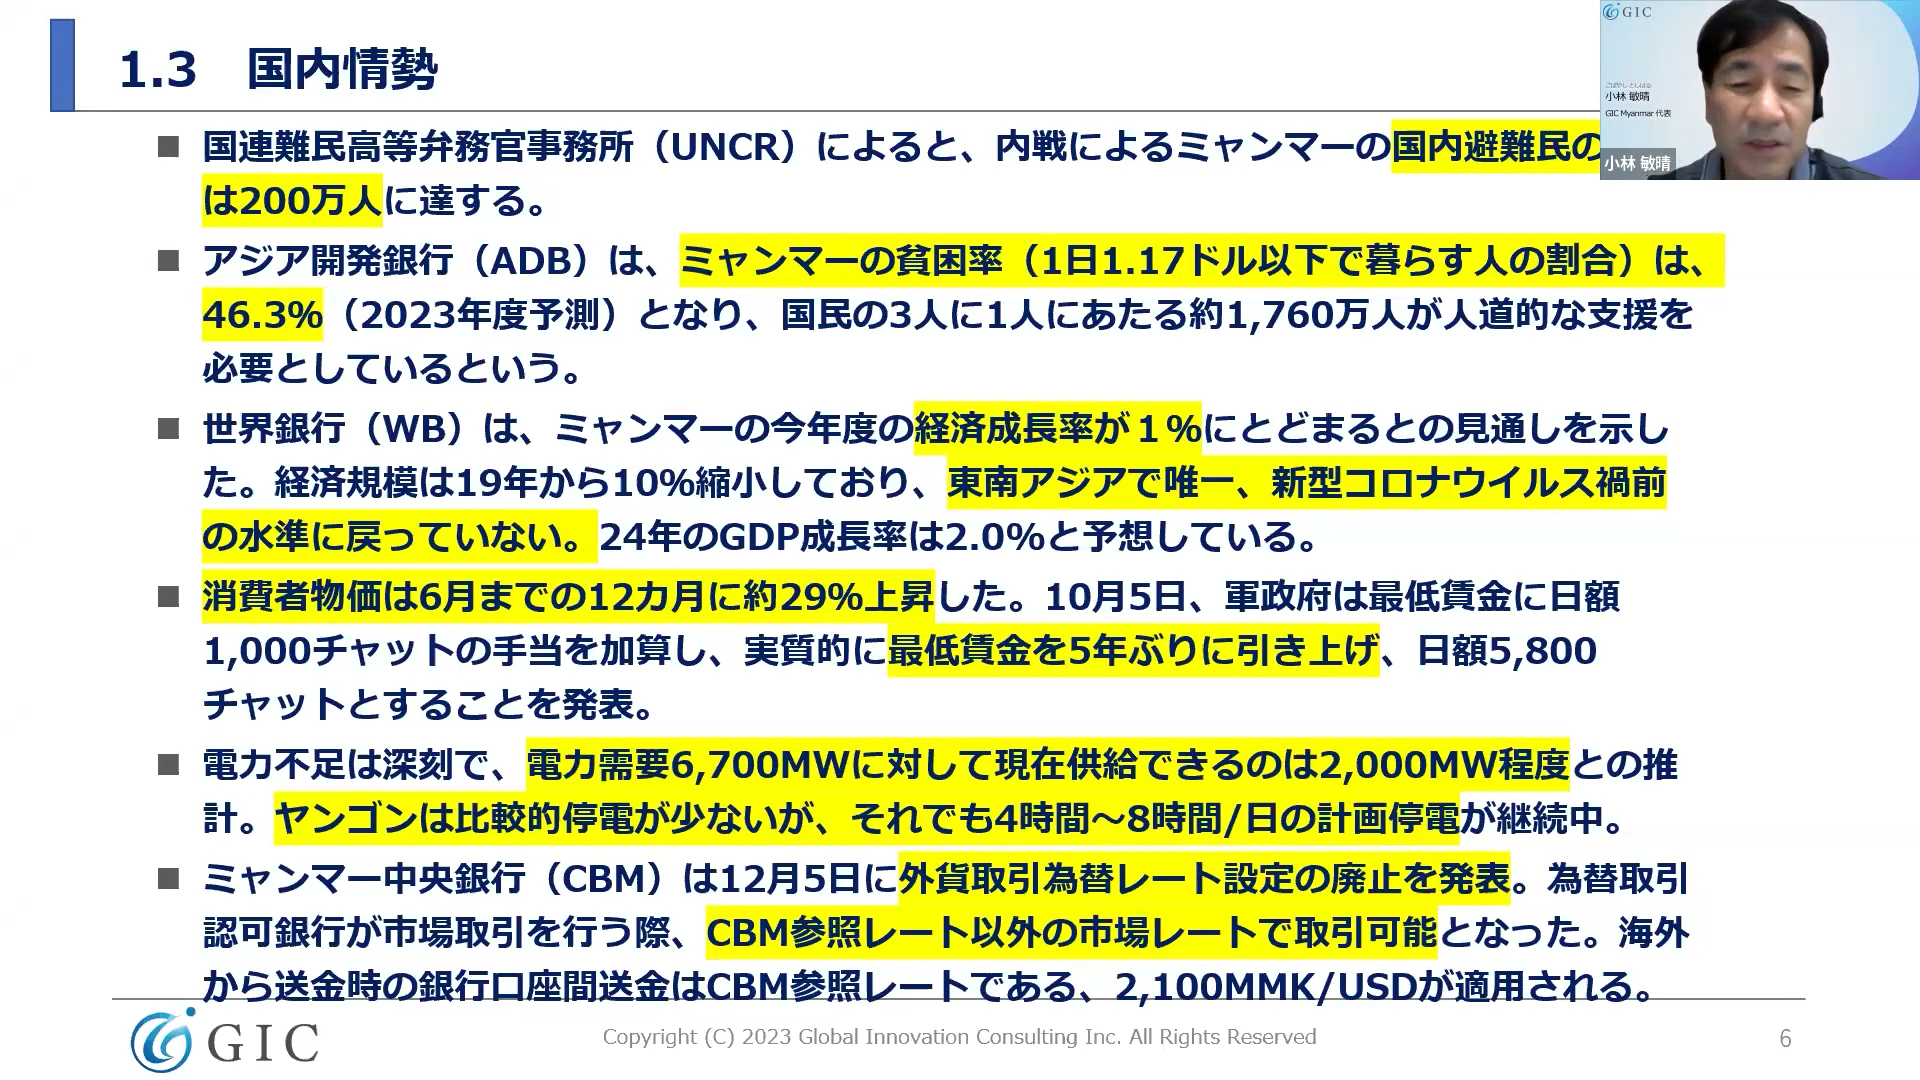 1.3 国内情勢
■ 国連難民高等弁務官事務所（UNCR）によると、内戦によるミャンマーの国内避難民の
は200万人に達する。
■ アジア開発銀行（ADB）は、ミャンマーの貧困率（1日1.17ドル以下で暮らす人の割合）は、
46.3%（2023年度予測）となり、国民の3人に1人にあたる約1,760万人が人道的な支援を
必要としているという。
■ 世界銀行（WB）は、ミャンマーの今年度の経済成長率が１%にとどまるとの見通しを示し
た。経済規模は19年から10%縮小しており、東南アジアで唯一、新型コロナウイルス禍前
の水準に戻っていない。24年のGDP成長率は2.0%と予想している。
■ 消費者物価は6月までの12カ月に約29%上昇した。10月5日、軍政府は最低賃金に日額
1,000チャットの手当を加算し、実質的に最低賃金を5年ぶりに引き上げ、日額5,800
チャットとすることを発表。
■ 電力不足は深刻で、電力需要6,700MWに対して現在供給できるのは2,000MW程度との推
計。ヤンゴンは比較的停電が少ないが、それでも4時間～8時間/日の計画停電が継続中。
■ ミャンマー中央銀行（CBM）は12月5日に外貨取引為替レート設定の廃止を発表。為替取引
認可銀行が市場取引を行う際、CBM参照レート以外の市場レートで取引可能となった。海外
から送金時の銀行口座間送金はCBM参照レートである、2,100MMK/USDが適用される。
GIC
Copyright (C) 2023 Global Innovation Consulting Inc. All Rights Reserved
6
GIC
こばやし としはる
小林 敏晴
GIC Myanmar 代表
小林 敏晴